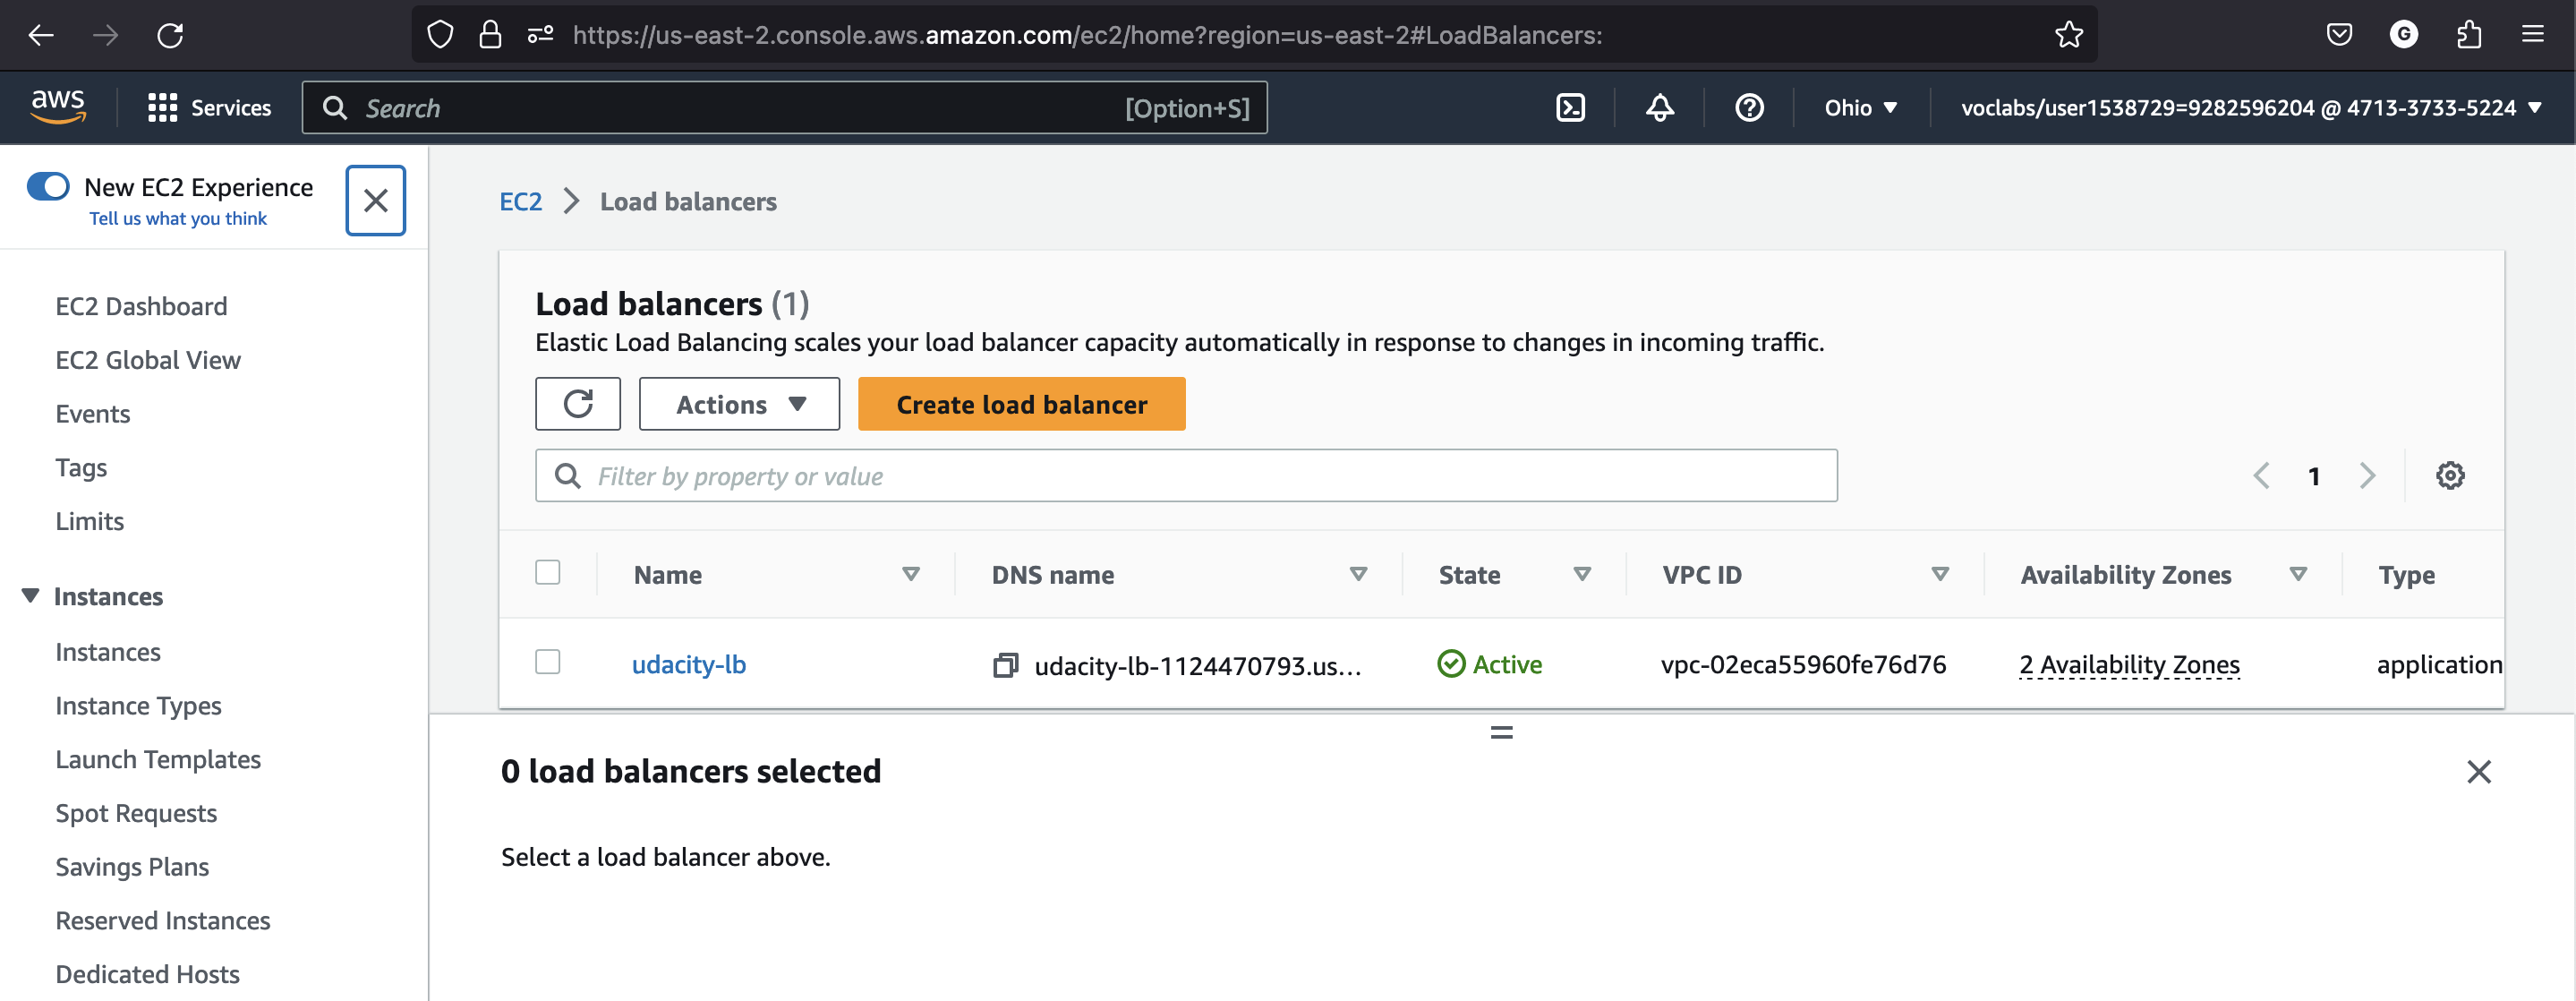 https://us-east-2.console.aws.amazon.com/ec2/home?region=us-east-2#LoadBalancers:
G
aws
Services
Search
[Option+S]
Ohio
voclabs/user1538729=9282596204 @ 4713-3733-5224
New EC2 Experience
Tell us what you think
EC2 Dashboard
EC2 Global View
Events
Tags
Limits
Instances
Instances
Instance Types
Launch Templates
Spot Requests
Savings Plans
Reserved Instances
Dedicated Hosts
EC2 > Load balancers
Load balancers (1)
Elastic Load Balancing scales your load balancer capacity automatically in response to changes in incoming traffic.
Actions
Create load balancer
Filter by property or value
1
Name DNS name State VPC ID Availability Zones Type
udacity-lb udacity-lb-1124470793.us... Active vpc-02eca55960fe76d76 2 Availability Zones application
0 load balancers selected
Select a load balancer above.